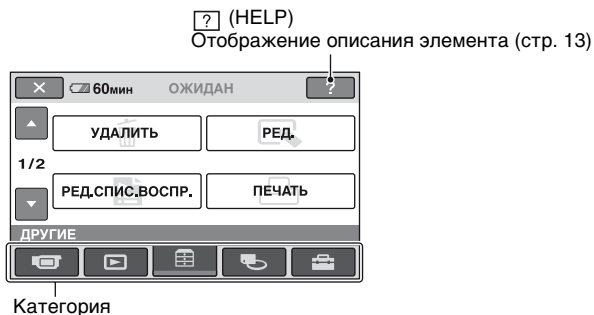 ? (HELP)
Отображение описания элемента (стр. 13)
60мин ОЖИДАН ?
УДАЛИТЬ РЕД.
1/2
РЕД.СПИС.ВОСПР. ПЕЧАТЬ
ДРУГИЕ
Категория